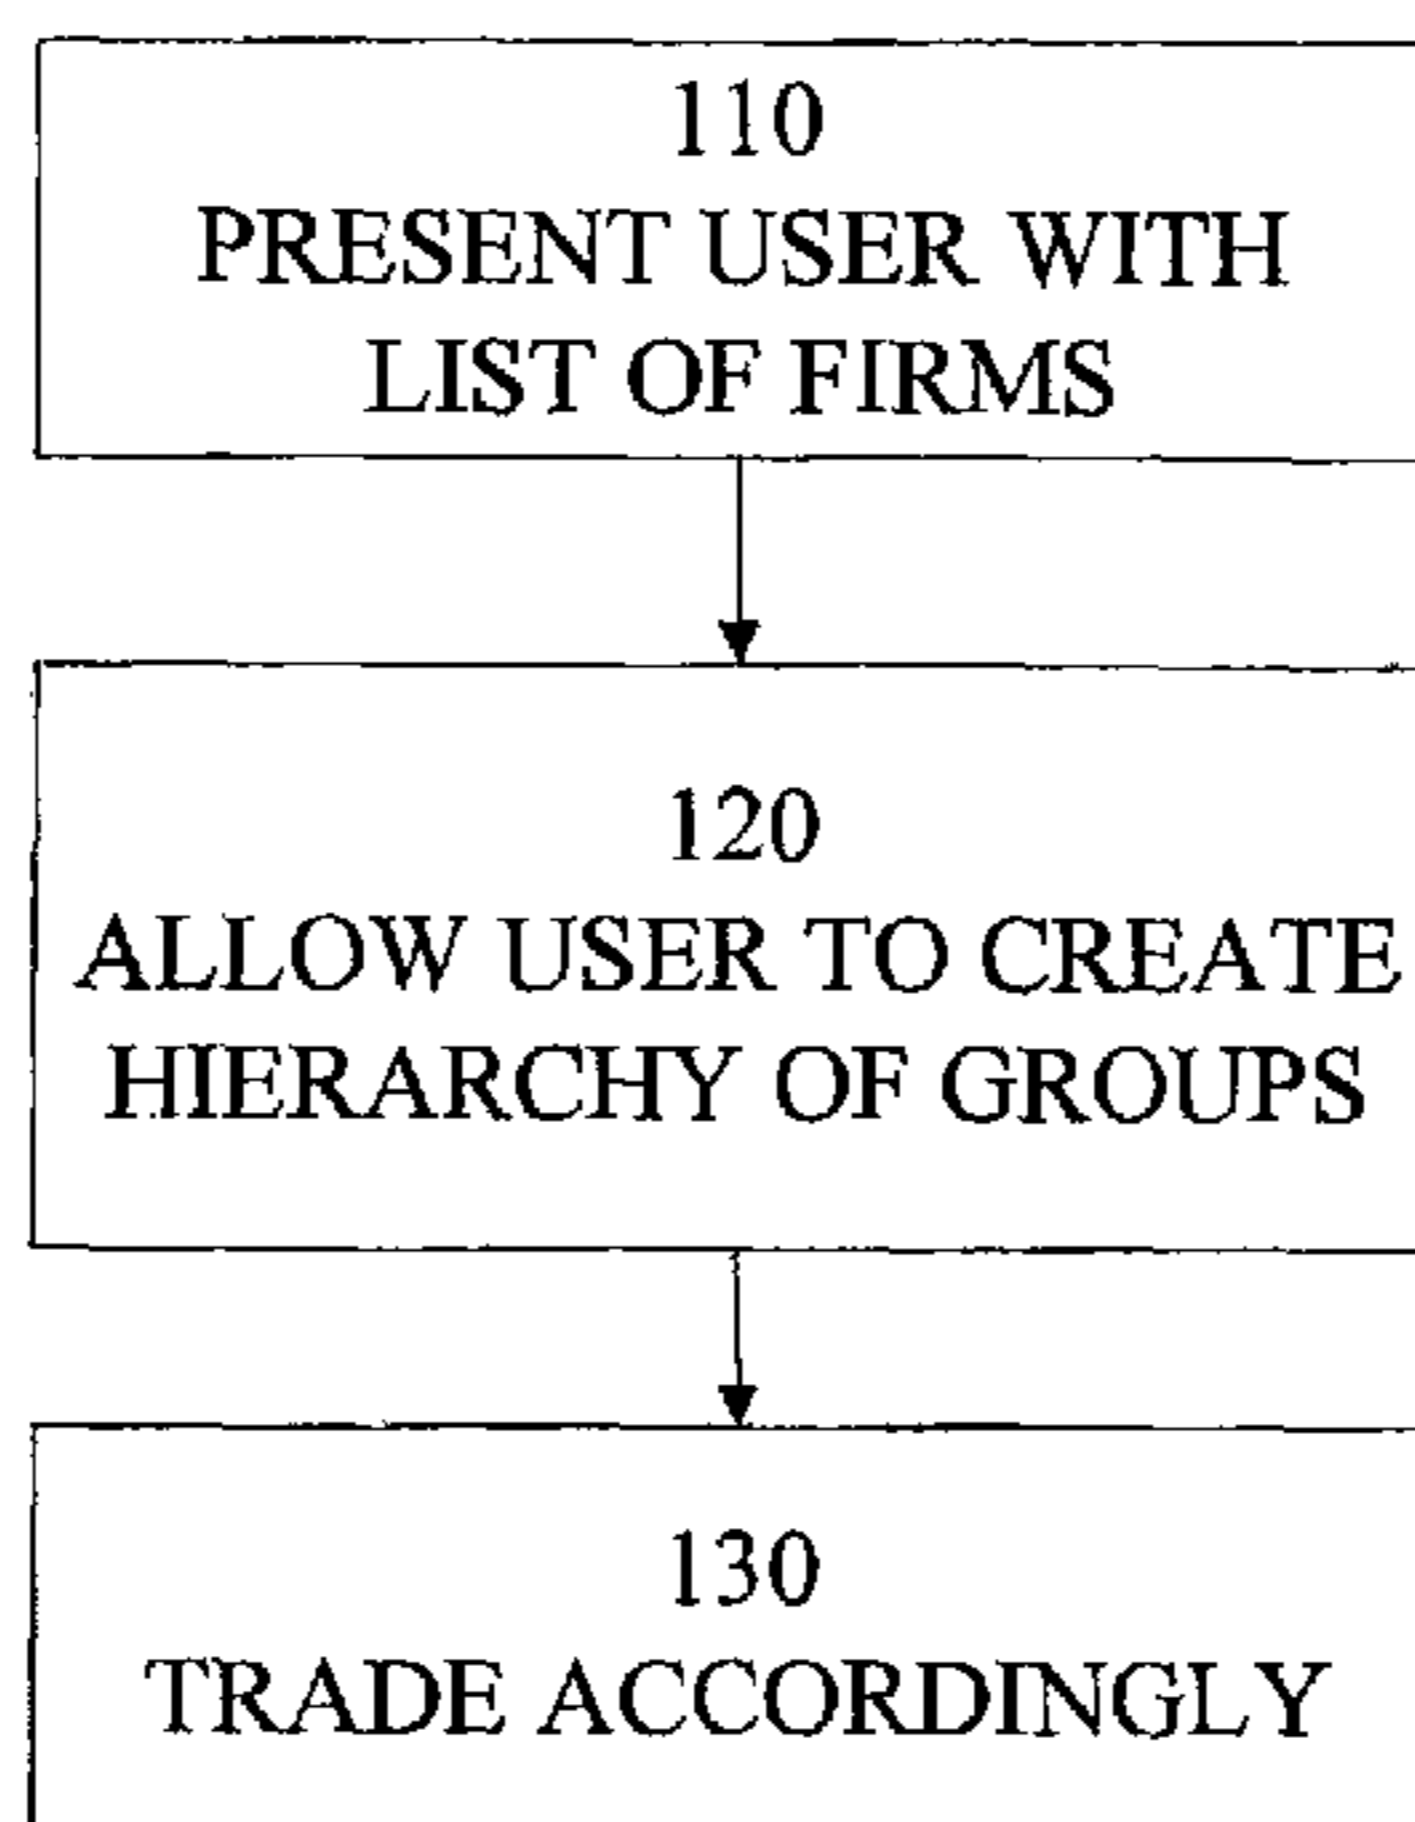 110
PRESENT USER WITH
LIST OF FIRMS
120
ALLOW USER TO CREATE
HIERARCHY OF GROUPS
130
TRADE ACCORDINGLY